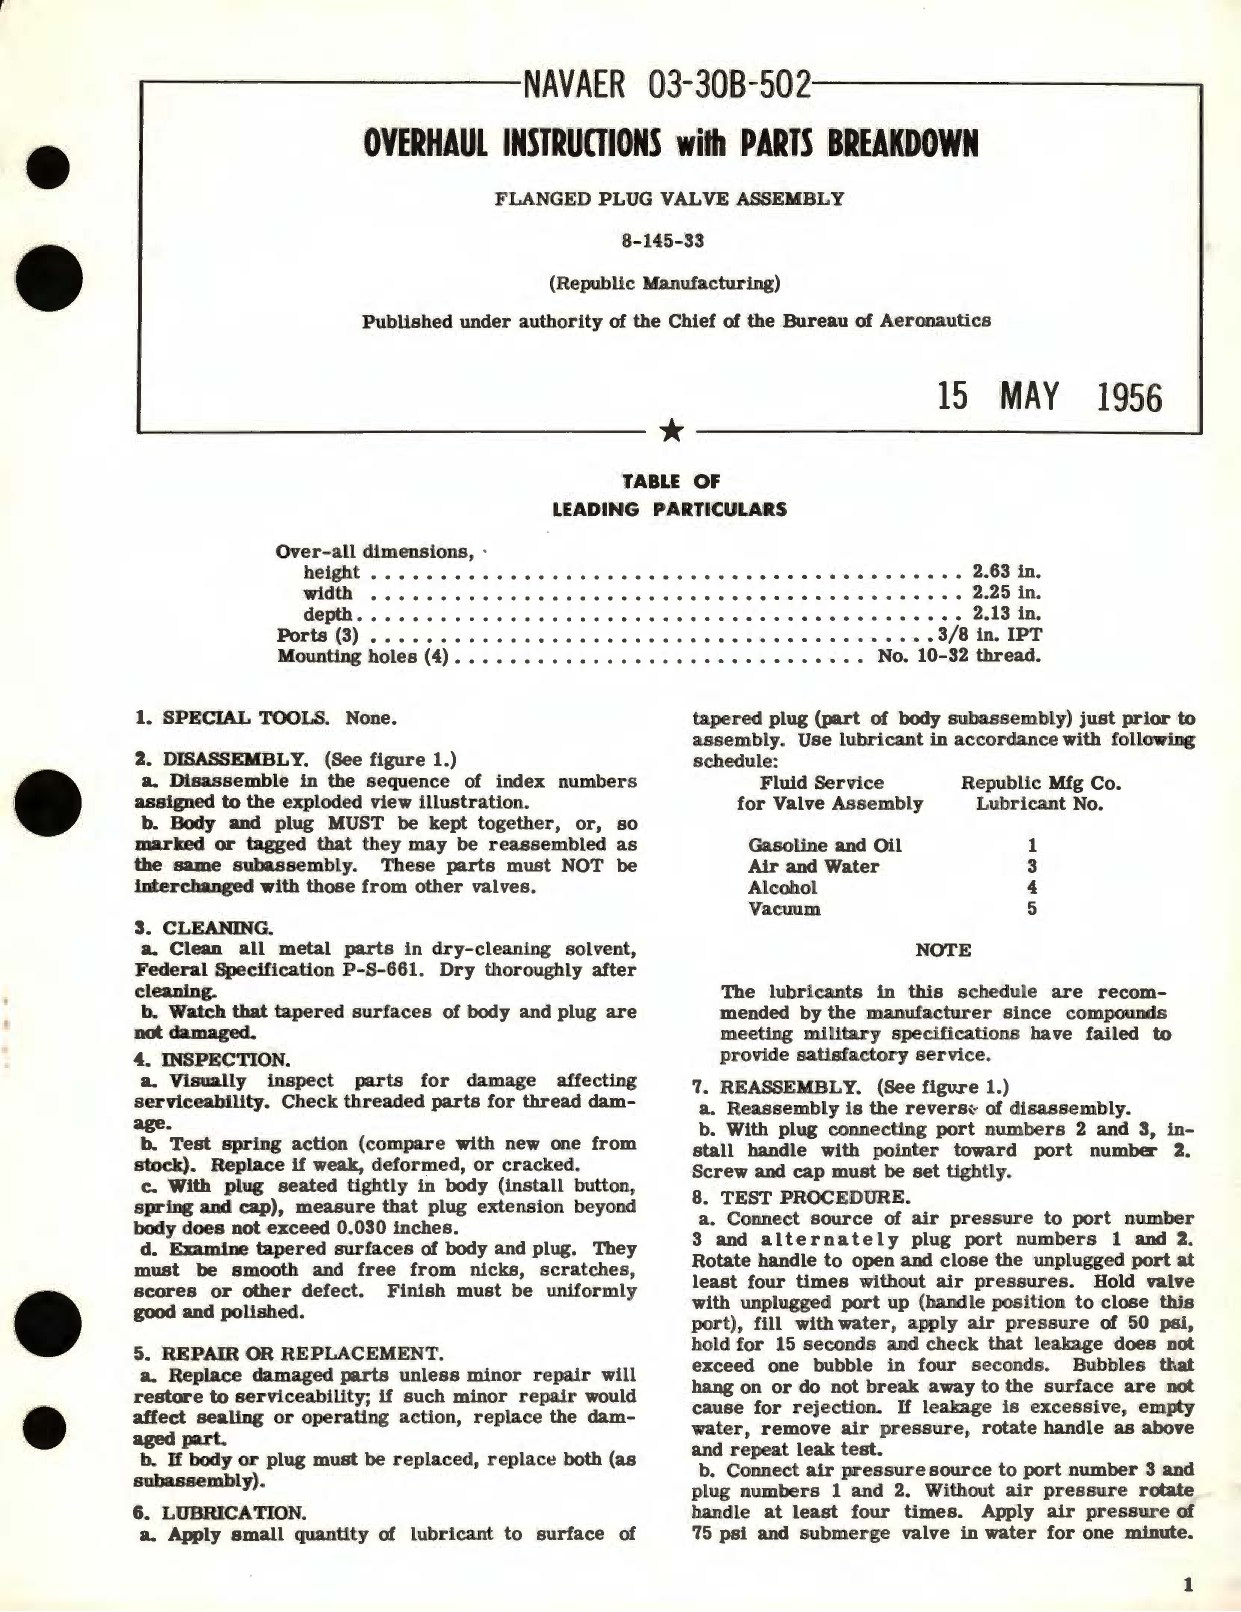 NAVAER 03-30B-502
OVERHAUL INSTRUCTIONS with PARTS BREAKDOWN
FLANGED PLUG VALVE ASSEMBLY
8-145-33
(Republic Manufacturing)
Published under authority of the Chief of the Bureau of Aeronautics
15 MAY 1956
TABLE OF
LEADING PARTICULARS
Over-all dimensions,
height . . . . . . . . . . . . . . . . . . . . . . . . . . . . . . . . . . . . . . . . . . . 2.63 in.
width . . . . . . . . . . . . . . . . . . . . . . . . . . . . . . . . . . . . . . . . . . . 2.25 in.
depth. . . . . . . . . . . . . . . . . . . . . . . . . . . . . . . . . . . . . . . . . . . . 2.13 in.
Ports (3) . . . . . . . . . . . . . . . . . . . . . . . . . . . . . . . . . . . . . . . . . 3/8 in. IPT
Mounting holes (4) . . . . . . . . . . . . . . . . . . . . . . . . . . . . . . No. 10-32 thread.
1. SPECIAL TOOLS. None.
2. DISASSEMBLY. (See figure 1.)
a. Disassemble in the sequence of index numbers
assigned to the exploded view illustration.
b. Body and plug MUST be kept together, or, so
marked or tagged that they may be reassembled as
the same subassembly. These parts must NOT be
interchanged with those from other valves.
3. CLEANING.
a. Clean all metal parts in dry-cleaning solvent,
Federal Specification P-S-661. Dry thoroughly after
cleaning.
b. Watch that tapered surfaces of body and plug are
not damaged.
4. INSPECTION.
a. Visually inspect parts for damage affecting
serviceability. Check threaded parts for thread dam-
age.
b. Test spring action (compare with new one from
stock). Replace if weak, deformed, or cracked.
c. With plug seated tightly in body (install button,
spring and cap), measure that plug extension beyond
body does not exceed 0.030 inches.
d. Examine tapered surfaces of body and plug. They
must be smooth and free from nicks, scratches,
scores or other defect. Finish must be uniformly
good and polished.
5. REPAIR OR REPLACEMENT.
a. Replace damaged parts unless minor repair will
restore to serviceability; if such minor repair would
affect sealing or operating action, replace the dam-
aged part.
b. If body or plug must be replaced, replace both (as
subassembly).
6. LUBRICATION.
a. Apply small quantity of lubricant to surface of
tapered plug (part of body subassembly) just prior to
assembly. Use lubricant in accordance with following
schedule:
Fluid Service Republic Mfg Co.
for Valve Assembly Lubricant No.
Gasoline and Oil 1
Air and Water 3
Alcohol 4
Vacuum 5
NOTE
The lubricants in this schedule are recom-
mended by the manufacturer since compounds
meeting military specifications have failed to
provide satisfactory service.
7. REASSEMBLY. (See figure 1.)
a. Reassembly is the reverse of disassembly.
b. With plug connecting port numbers 2 and 3, in-
stall handle with pointer toward port number 2.
Screw and cap must be set tightly.
8. TEST PROCEDURE.
a. Connect source of air pressure to port number
3 and alternately plug port numbers 1 and 2.
Rotate handle to open and close the unplugged port at
least four times without air pressures. Hold valve
with unplugged port up (handle position to close this
port), fill with water, apply air pressure of 50 psi,
hold for 15 seconds and check that leakage does not
exceed one bubble in four seconds. Bubbles that
hang on or do not break away to the surface are not
cause for rejection. If leakage is excessive, empty
water, remove air pressure, rotate handle as above
and repeat leak test.
b. Connect air pressure source to port number 3 and
plug numbers 1 and 2. Without air pressure rotate
handle at least four times. Apply air pressure of
75 psi and submerge valve in water for one minute.
1